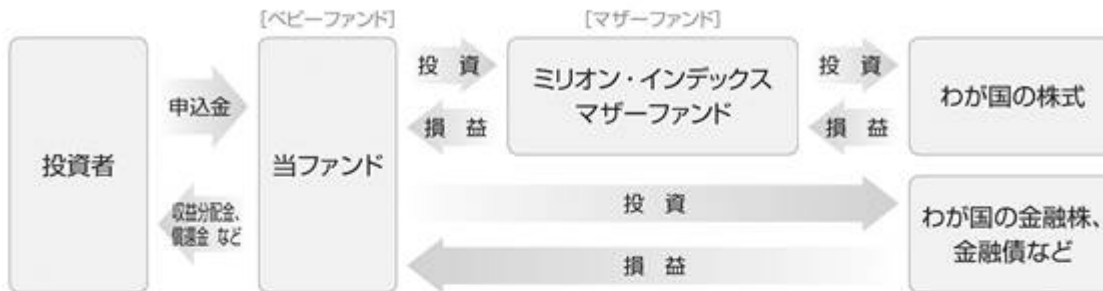 [ベビーファンド]
[マザーファンド]
投資者
申込金
収益分配金、
償還金 など
当ファンド
投 資
損 益
ミリオン・インデックス
マザーファンド
投 資
損 益
わが国の株式
投 資
損 益
わが国の金融株、
金融債など